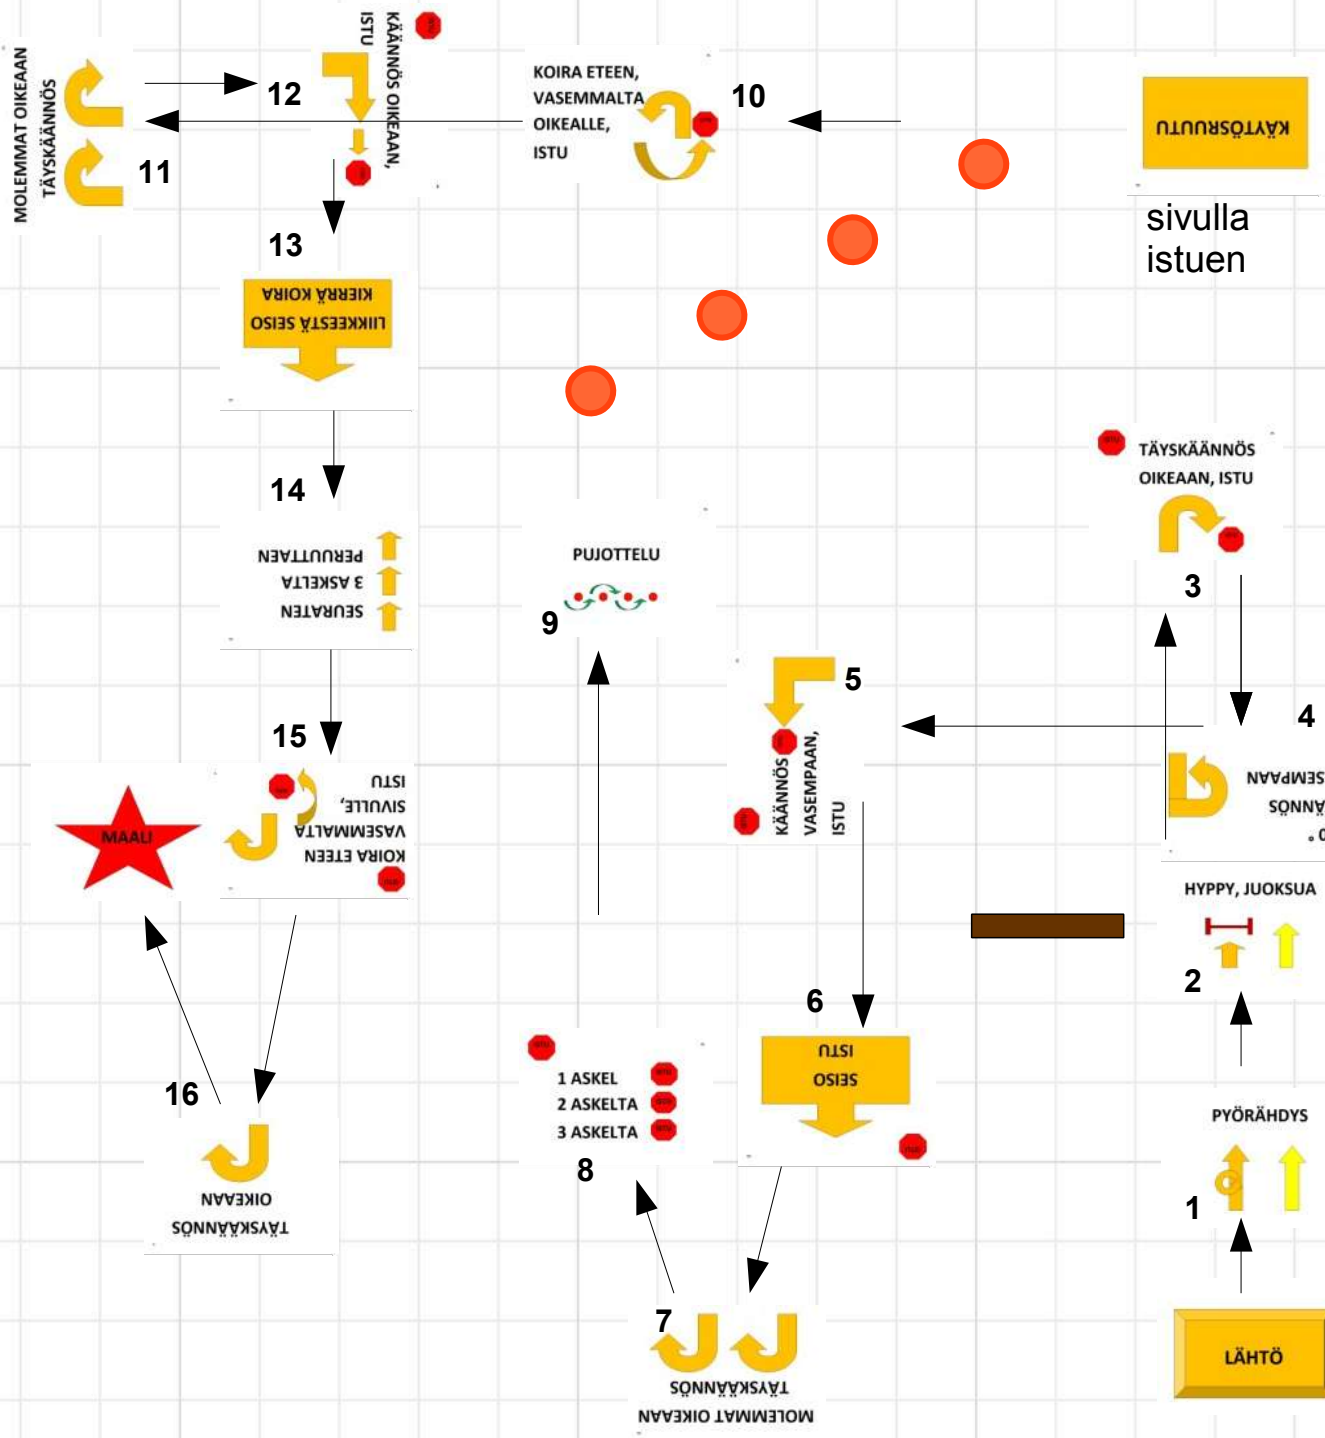 MOLEMMAT OIKEAAN
TÄYSKÄÄNNÖS
11
12
KÄÄNNÖS OIKEAAN,
ISTU
KOIRA ETEEN,
VASEMMALTA
OIKEALLE,
ISTU
10
KÄYTÖSRUUTU
sivulla
istuen
13
LIIKKEESTÄ SEISO
KIERRÄ KOIRA
14
SEURATEN
3 ASKELTA
PERUUTTAEN
PUJOTTELU
9
TÄYSKÄÄNNÖS
OIKEAAN, ISTU
3
5
KÄÄNNÖS
VASEMPAAN,
ISTU
4
0°
ÄNNÖS
SEMPAAN
15
KOIRA ETEEN
VASEMMALTA
SIVULLE,
ISTU
MAALI
HYPPY, JUOKSUA
2
6
SEISO
ISTU
1 ASKEL
2 ASKELTA
3 ASKELTA
8
16
TÄYSKÄÄNNÖS
OIKEAAN
PYÖRÄHDYS
1
7
MOLEMMAT OIKEAAN
TÄYSKÄÄNNÖS
LÄHTÖ